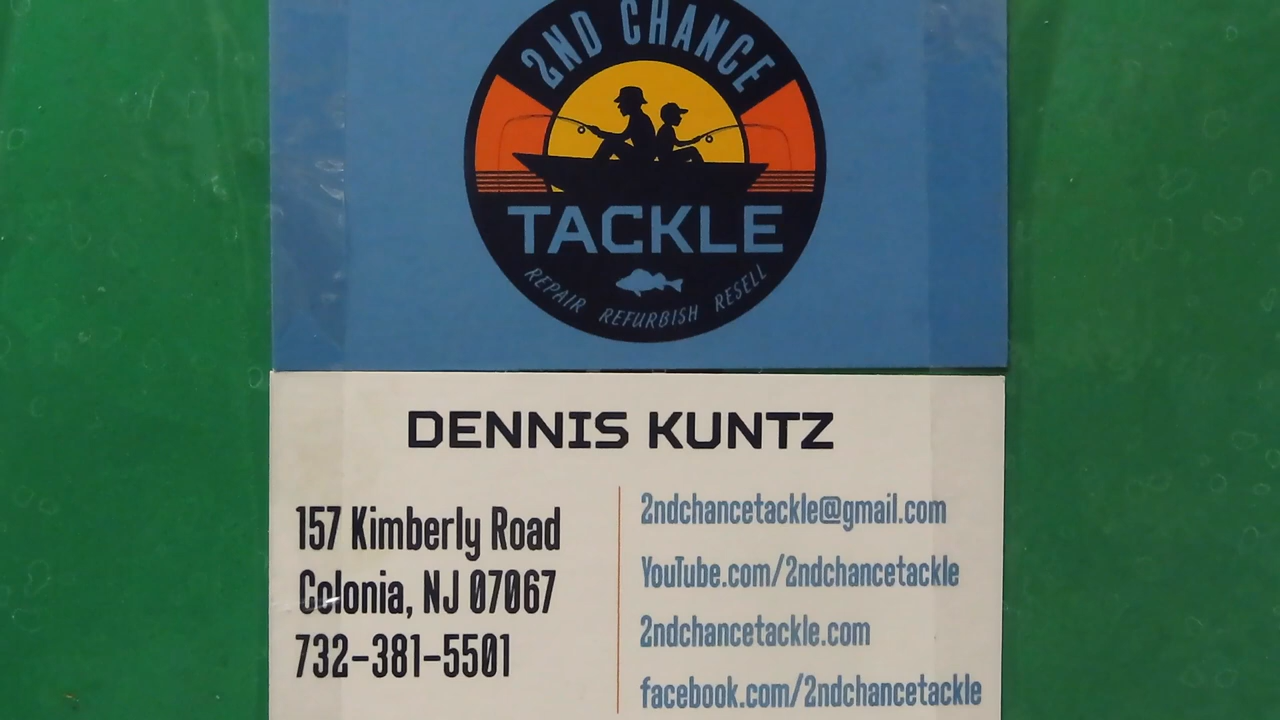 2ND CHANCE
TACKLE
REPAIR REFURBISH RESELL
DENNIS KUNTZ
157 Kimberly Road
Colonia, NJ 07067
732-381-5501
2ndchancetackle@gmail.com
YouTube.com/2ndchancetackle
2ndchancetackle.com
facebook.com/2ndchancetackle